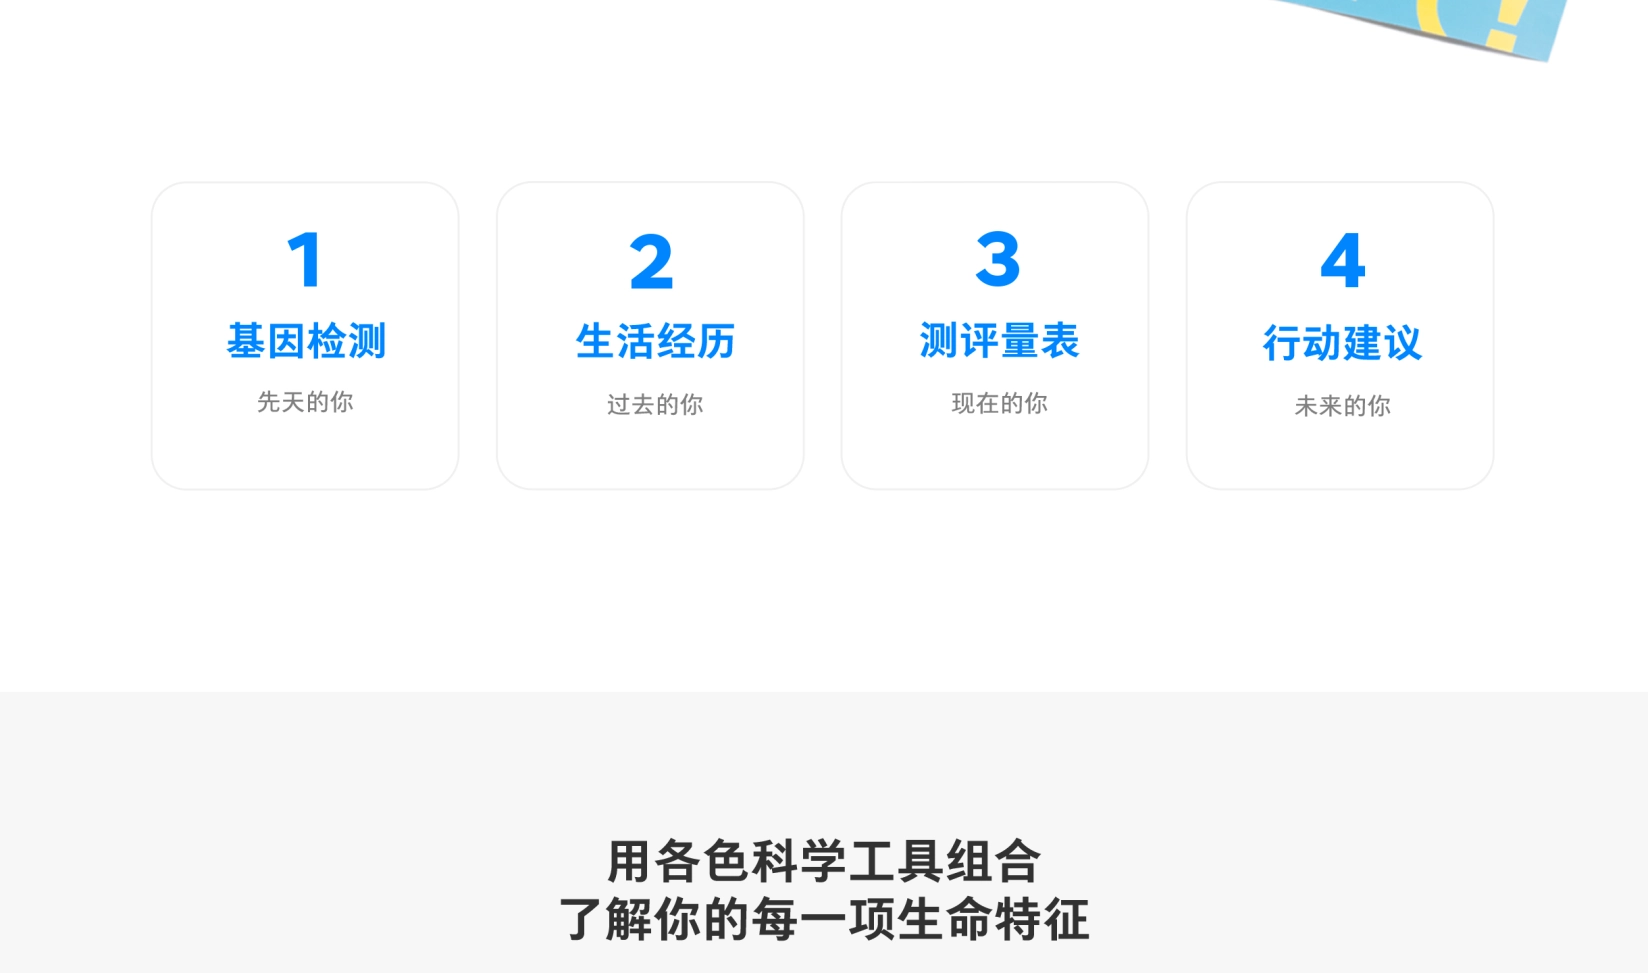 1
基因检测
先天的你
2
生活经历
过去的你
3
测评量表
现在的你
4
行动建议
未来的你
用各色科学工具组合
了解你的每一项生命特征